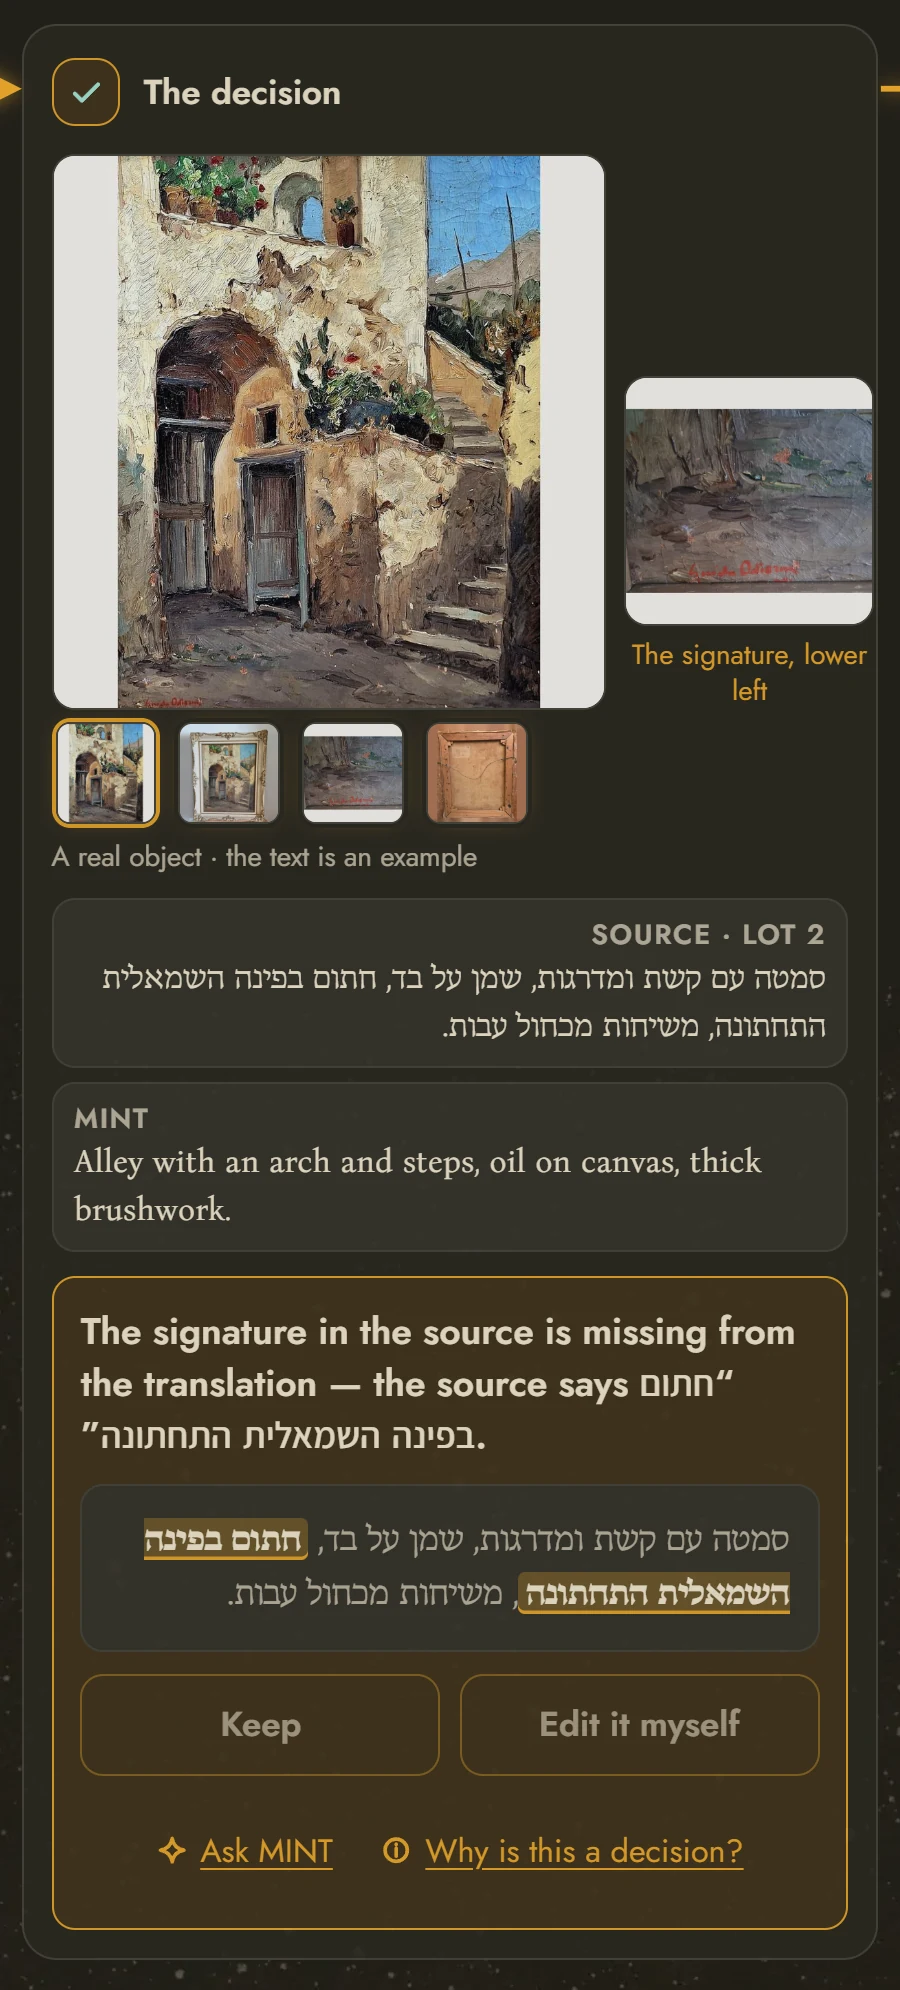 The decision
The signature, lower
left
A real object · the text is an example
SOURCE · LOT 2
סמטה עם קשת ומדרגות, שמן על בד, חתום בפינה השמאלית
התחתונה, משיחות מכחול עבות.
MINT
Alley with an arch and steps, oil on canvas, thick
brushwork.
The signature in the source is missing from
the translation — the source says “חתום
בפינה השמאלית התחתונה”.
סמטה עם קשת ומדרגות, שמן על בד, חתום בפינה
השמאלית התחתונה, משיחות מכחול עבות.
Keep
Edit it myself
Ask MINT
Why is this a decision?